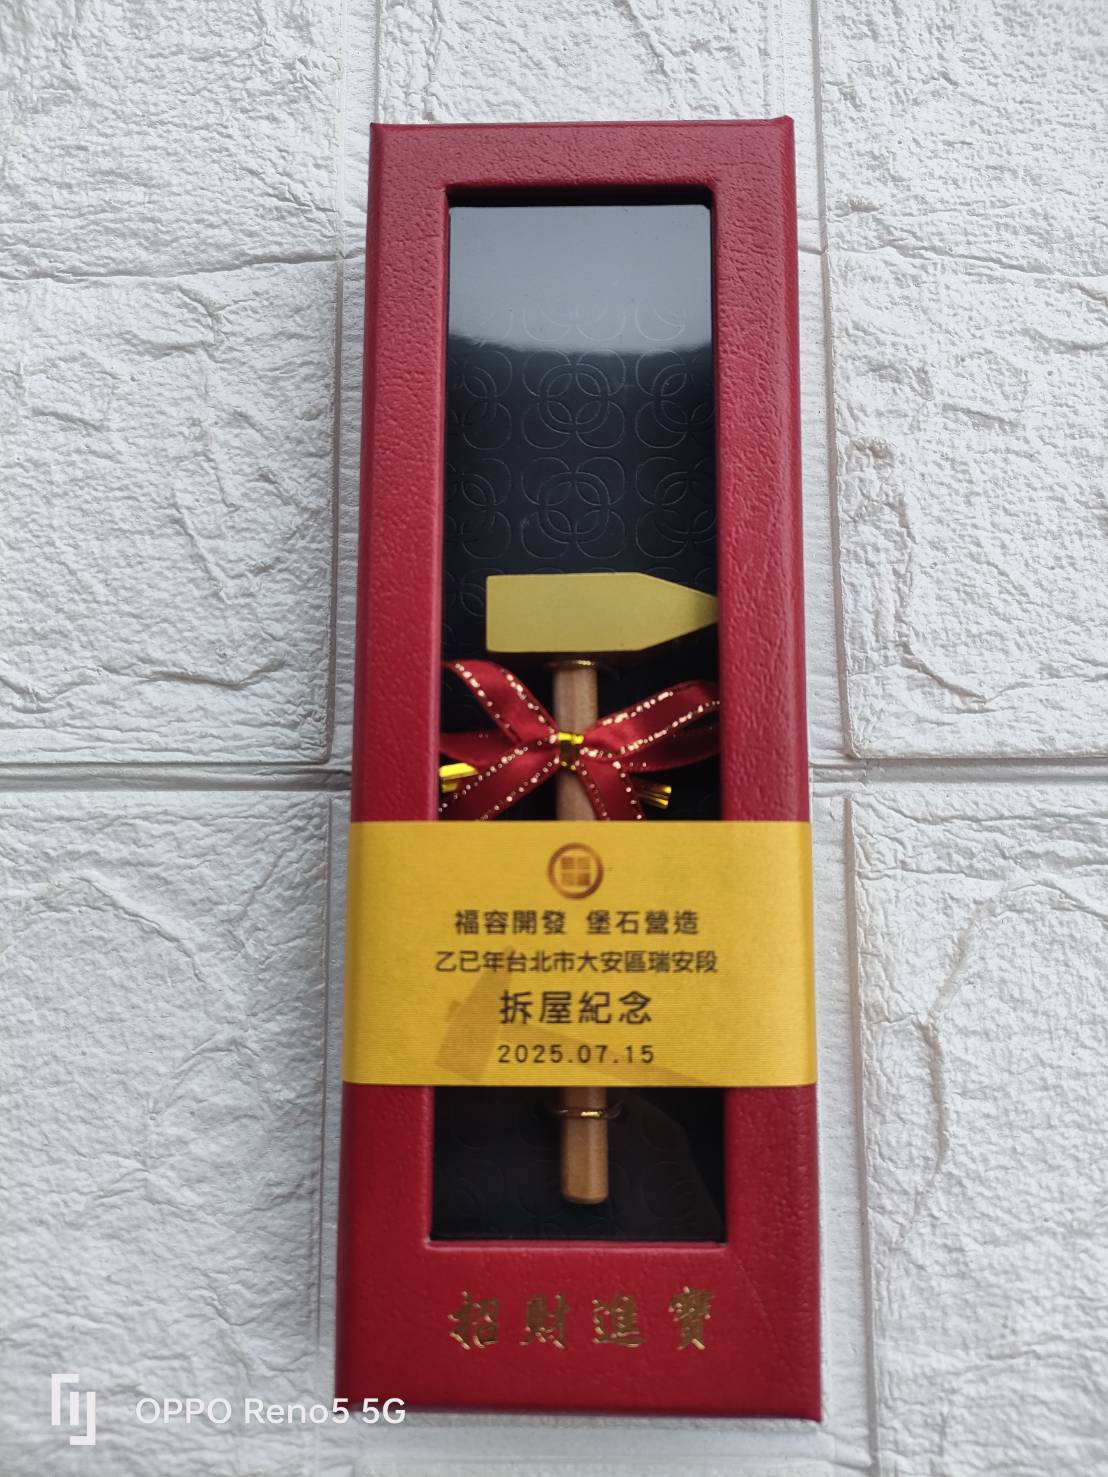 福容開發 堡石營造
乙巳年台北市大安區瑞安段
拆屋紀念
2025.07.15
招財進寶
OPPO Reno5 5G